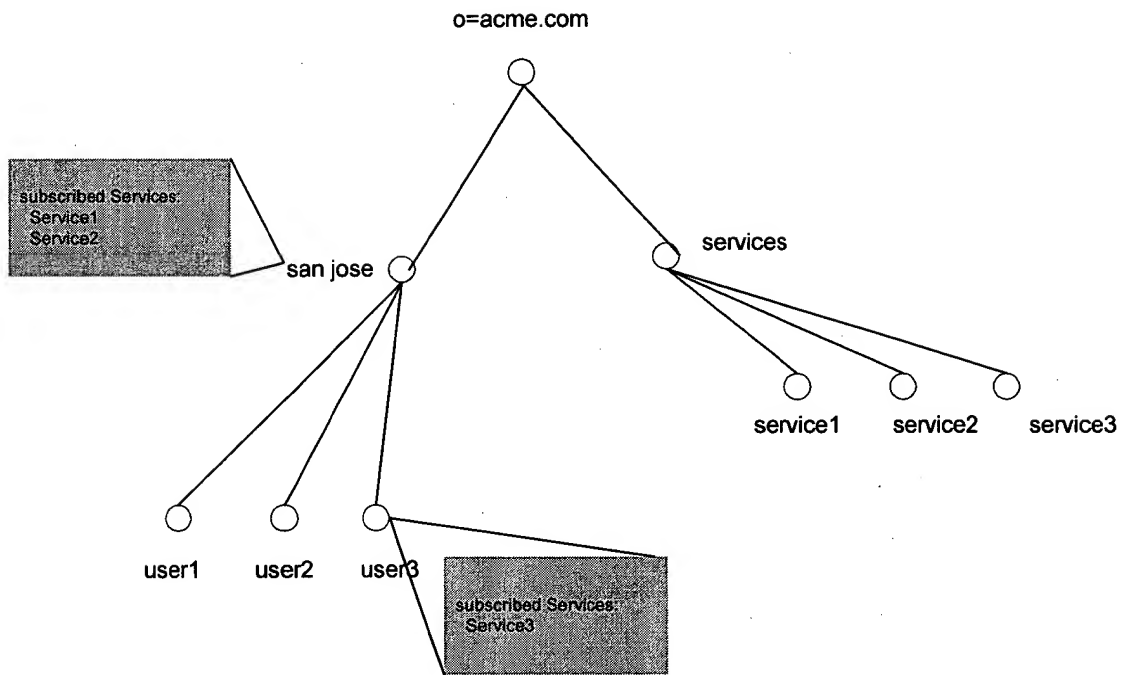 o=acme.com
subscribed Services:
Service1
Service2
san jose
services
service1
service2
service3
user1
user2
user3
subscribed Services:
Service3